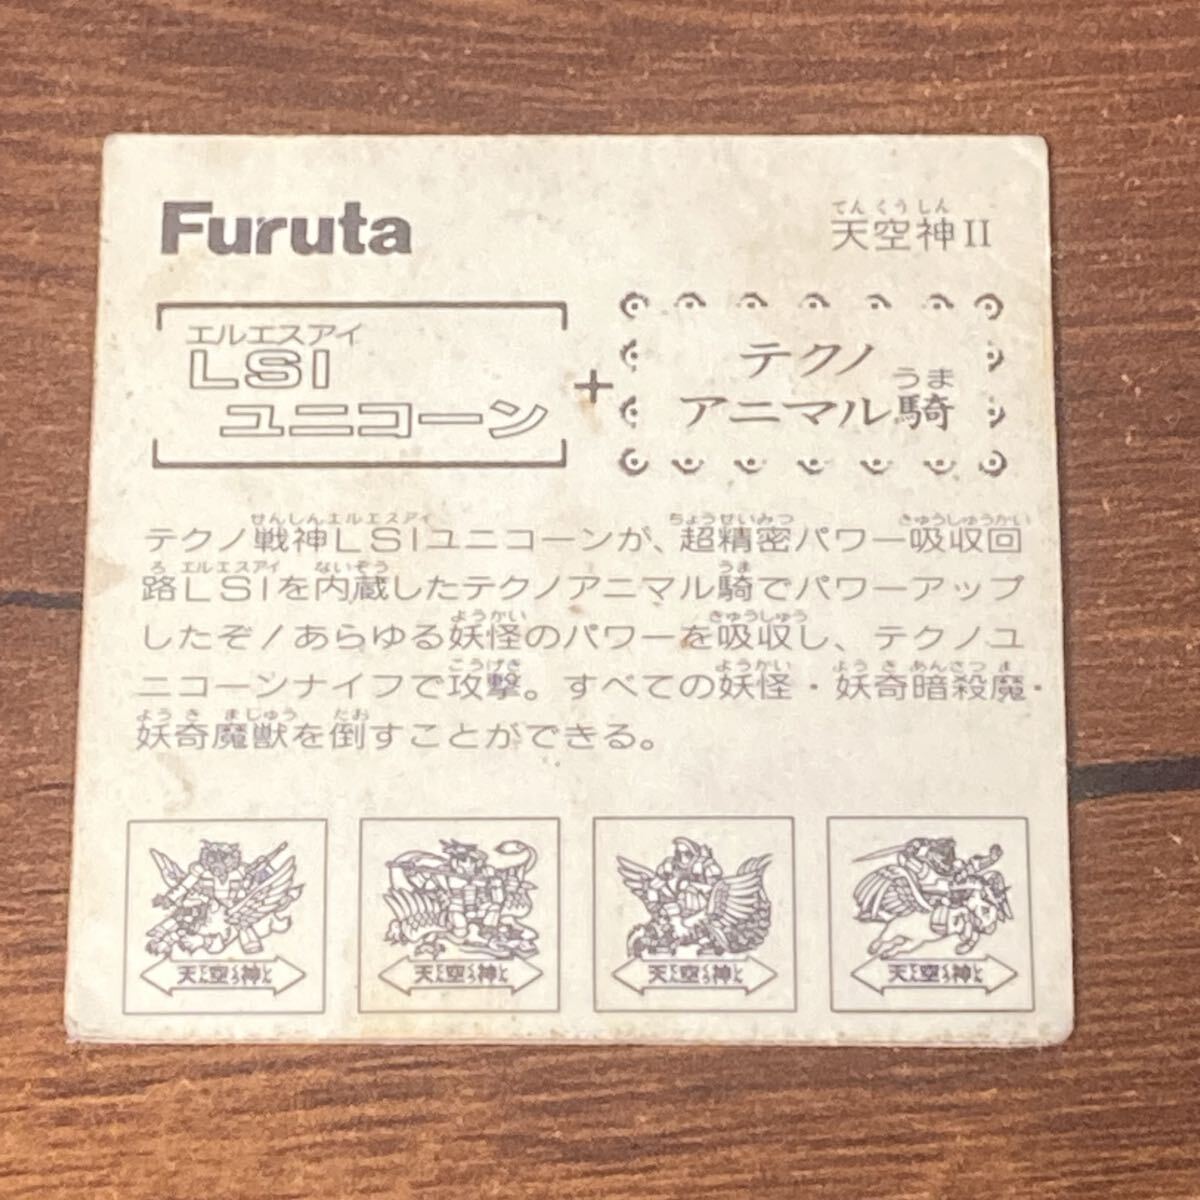 Furuta
てんくうしん
天空神II
エルエスアイ
LSI
ユニコーン
+
テクノ
うま
アニマル騎
せんしんエルエスアイ ちょうせいみつ きゅうしゅうかい
テクノ戦神LSIユニコーンが、超精密パワー吸収回
ろ エルエスアイ ないぞう うま
路LSIを内蔵したテクノアニマル騎でパワーアップ
ようかい きゅうしゅう
したぞ!あらゆる妖怪のパワーを吸収し、テクノユ
こうげき ようかい ようきあんさつま
ニコーンナイフで攻撃。すべての妖怪・妖奇暗殺魔・
ようき まじゅう たお
妖奇魔獣を倒すことができる。
天空神
天空神
天空神
天空神